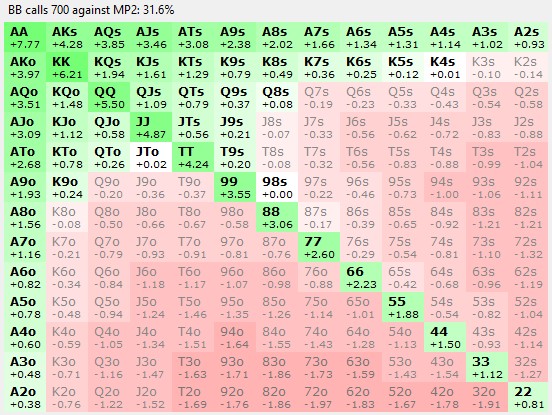 BB calls 700 against MP2: 31.6%
AA AKs AQs AJs ATs A9s A8s A7s A6s A5s A4s A3s A2s
+7.77 +4.28 +3.85 +3.46 +3.08 +2.38 +2.02 +1.66 +1.34 +1.31 +1.14 +1.02 +0.93
AKo KK KQs KJs KTs K9s K8s K7s K6s K5s K4s K3s K2s
+3.97 +6.21 +1.94 +1.61 +1.29 +0.79 +0.49 +0.36 +0.25 +0.12 +0.01 -0.10 -0.14
AQo KQo QQ QJs QTs Q9s Q8s Q7s Q6s Q5s Q4s Q3s Q2s
+3.51 +1.48 +5.50 +1.09 +0.79 +0.37 +0.08 -0.19 -0.23 -0.33 -0.43 -0.54 -0.58
AJo KJo QJo JJ JTs J9s J8s J7s J6s J5s J4s J3s J2s
+3.09 +1.12 +0.58 +4.87 +0.56 +0.21 -0.07 -0.33 -0.56 -0.62 -0.72 -0.83 -0.88
ATo KTo QTo JTo TT T9s T8s T7s T6s T5s T4s T3s T2s
+2.68 +0.78 +0.26 +0.02 +4.24 +0.20 -0.08 -0.32 -0.56 -0.83 -0.88 -0.99 -1.04
A9o K9o Q9o J9o T9o 99 98s 97s 96s 95s 94s 93s 92s
+1.93 +0.24 -0.20 -0.36 -0.37 +3.55 +0.00 -0.22 -0.46 -0.73 -1.00 -1.06 -1.11
A8o K8o Q8o J8o T8o 98o 88 87s 86s 85s 84s 83s 82s
+1.56 -0.08 -0.50 -0.66 -0.67 -0.58 +3.06 -0.17 -0.39 -0.65 -0.92 -1.21 -1.21
A7o K7o Q7o J7o T7o 97o 87o 77 76s 75s 74s 73s 72s
+1.16 -0.21 -0.79 -0.93 -0.91 -0.81 -0.76 +2.60 -0.29 -0.54 -0.81 -1.10 -1.32
A6o K6o Q6o J6o T6o 96o 86o 76o 66 65s 64s 63s 62s
+0.82 -0.34 -0.84 -1.18 -1.17 -1.07 -0.98 -0.88 +2.23 -0.42 -0.68 -0.96 -1.19
A5o K5o Q5o J5o T5o 95o 85o 75o 65o 55 54s 53s 52s
+0.78 -0.48 -0.94 -1.24 -1.46 -1.35 -1.26 -1.14 -1.01 +1.88 -0.54 -0.82 -1.04
A4o K4o Q4o J4o T4o 94o 84o 74o 64o 54o 44 43s 42s
+0.60 -0.59 -1.05 -1.34 -1.51 -1.64 -1.55 -1.43 -1.28 -1.13 +1.50 -0.93 -1.14
A3o K3o Q3o J3o T3o 93o 83o 73o 63o 53o 43o 33 32s
+0.48 -0.71 -1.16 -1.47 -1.63 -1.71 -1.86 -1.73 -1.59 -1.43 -1.54 +1.12 -1.27
A2o K2o Q2o J2o T2o 92o 82o 72o 62o 52o 42o 32o 22
+0.38 -0.76 -1.22 -1.52 -1.69 -1.76 -1.86 -1.97 -1.83 -1.67 -1.78 -1.91 +0.81